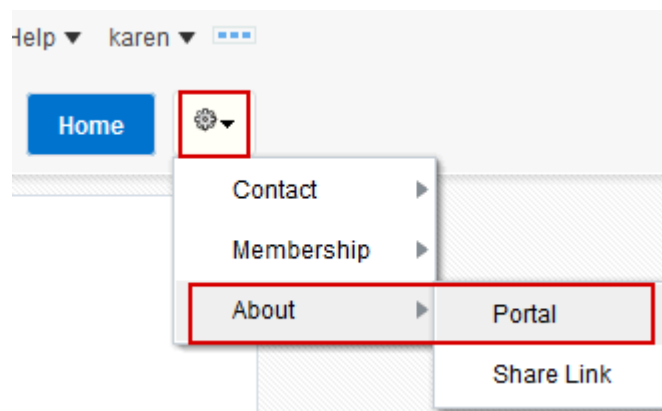 Help ▼ karen ▼
Home
Contact
Membership
About
Portal
Share Link